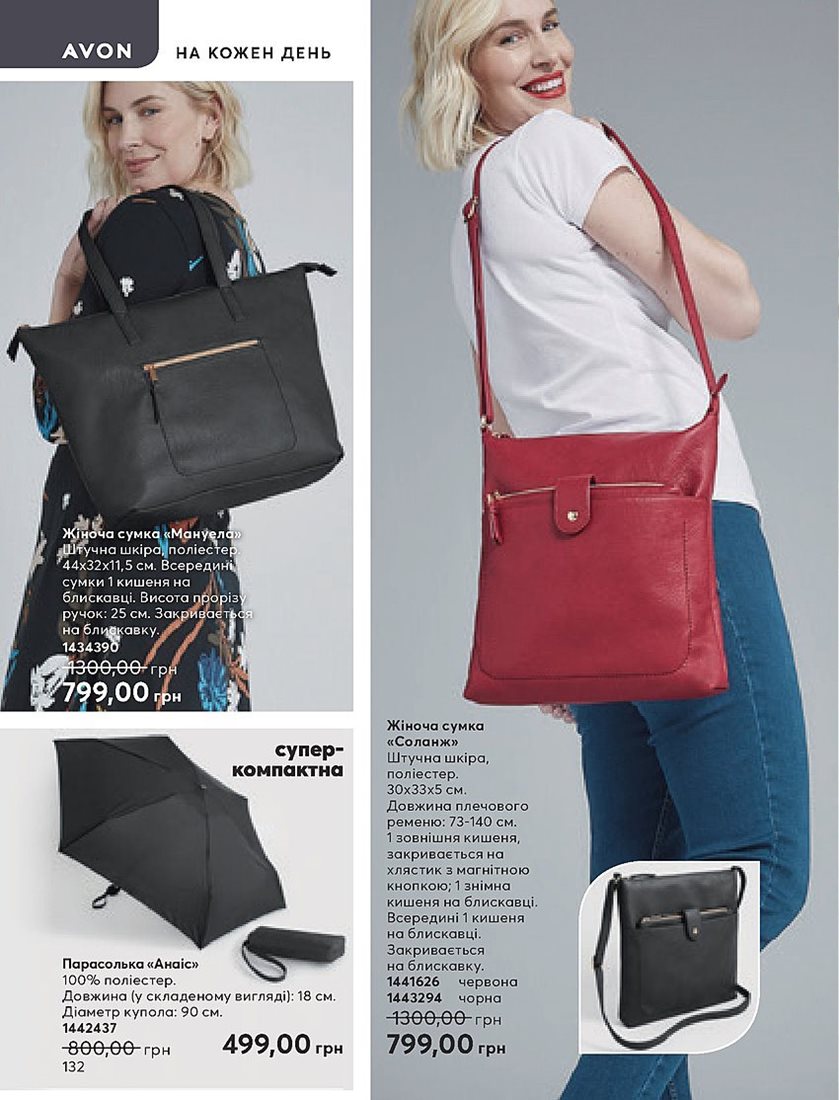 AVON
НА КОЖЕН ДЕНЬ
Жіноча сумка «Мануела»
Штучна шкіра, поліестер.
44х32х11,5 см. Всередині
сумки 1 кишеня на
блискавці. Висота прорізу
ручок: 25 см. Закривається
на блискавку.
1434390
1300,00 грн
799,00 грн
супер-
компактна
Парасолька «Анаіс»
100% поліестер.
Довжина (у складеному вигляді): 18 см.
Діаметр купола: 90 см.
1442437
800,00 грн
499,00 грн
132
Жіноча сумка
«Соланж»
Штучна шкіра,
поліестер.
30х33х5 см.
Довжина плечового
ременю: 73-140 см.
1 зовнішня кишеня,
закривається на
хлястик з магнітною
кнопкою; 1 знімна
кишеня на блискавці.
Всередині 1 кишеня
на блискавці.
Закривається
на блискавку.
1441626 червона
1443294 чорна
1300,00 грн
799,00 грн